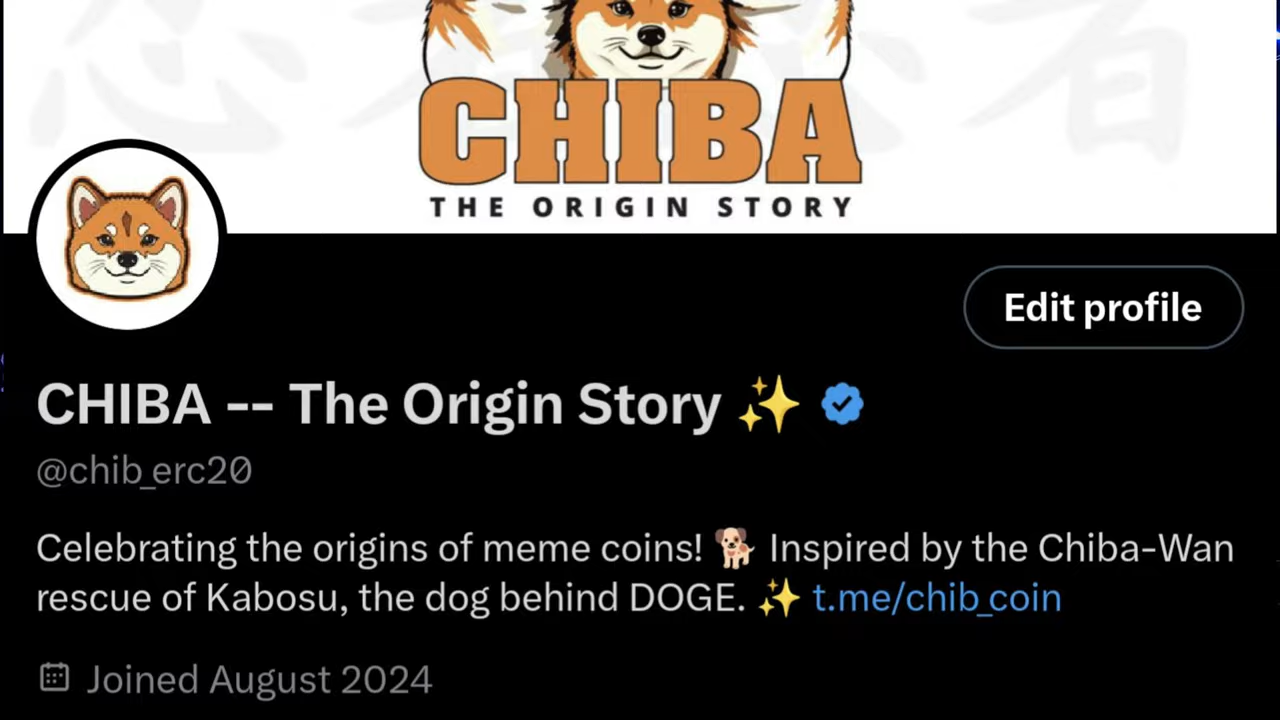 CHIBA
THE ORIGIN STORY
Edit profile
CHIBA -- The Origin Story ✨
@chib_erc20
Celebrating the origins of meme coins! 🐕 Inspired by the Chiba-Wan
rescue of Kabosu, the dog behind DOGE. ✨ t.me/chib_coin
Joined August 2024